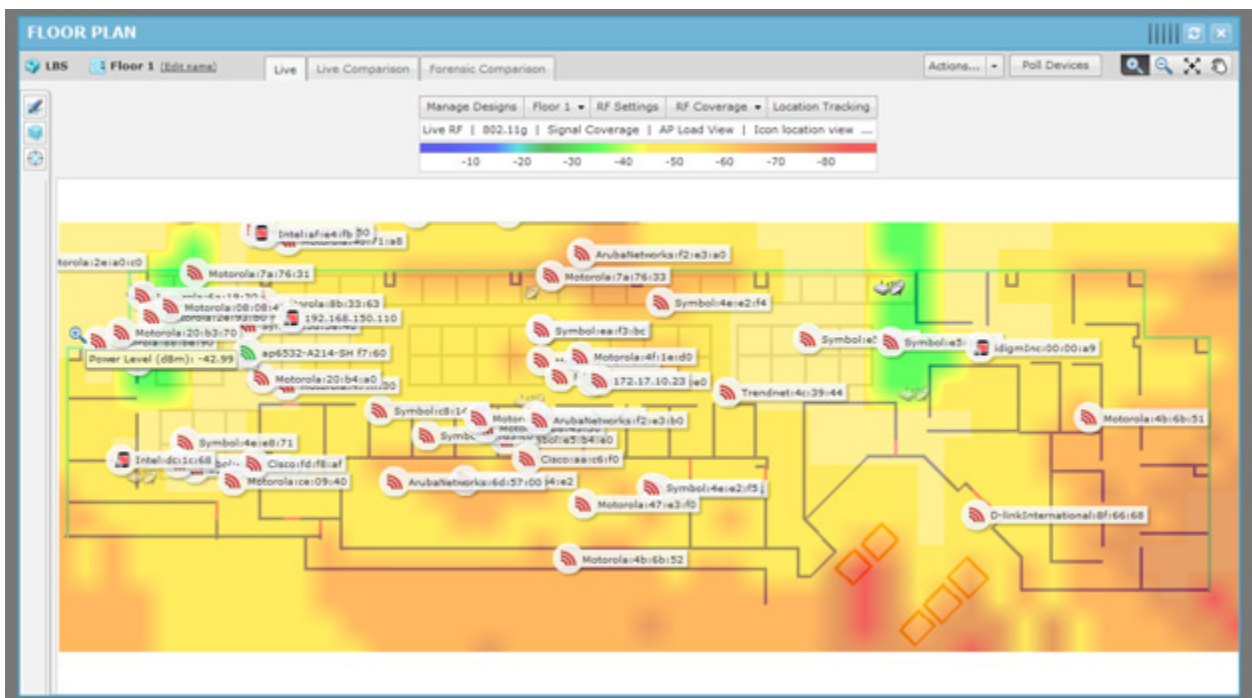 FLOOR PLAN
LBS Floor 1 (Edit name) Live Live Comparison Forensic Comparison Actions... Poll Devices
Manage Designs Floor 1 RF Settings RF Coverage Location Tracking
Live RF | 802.11g | Signal Coverage | AP Load View | Icon location view ...
-10 -20 -30 -40 -50 -60 -70 -80
Intel:af:e4:fb
ArubaNetworks:f2:e3:a0
Motorola:7a:76:31
Motorola:7a:76:33
Symbol:4e:e2:f4
192.168.150.110
Motorola:20:b3:70
Symbol:ea:f3:bc
ap6532-A214-SH f7:60
Power Level (dBm): -42.99
Motorola:4f:1e:d0
idigmInc:00:00:a9
Motorola:20:b4:a0
172.17.10.23
Trendnet:4c:39:44
ArubaNetworks:f2:e3:b0
Motorola:4b:6b:51
Symbol:4e:e8:71
Intel:dc:1c:68
Cisco:fd:f8:af
Cisco:aa:c6:f0
Motorola:ce:09:40
ArubaNetworks:6d:57:00
Symbol:4e:e2:f5
Motorola:47:e3:f0
D-linkInternational:8f:66:68
Motorola:4b:6b:52